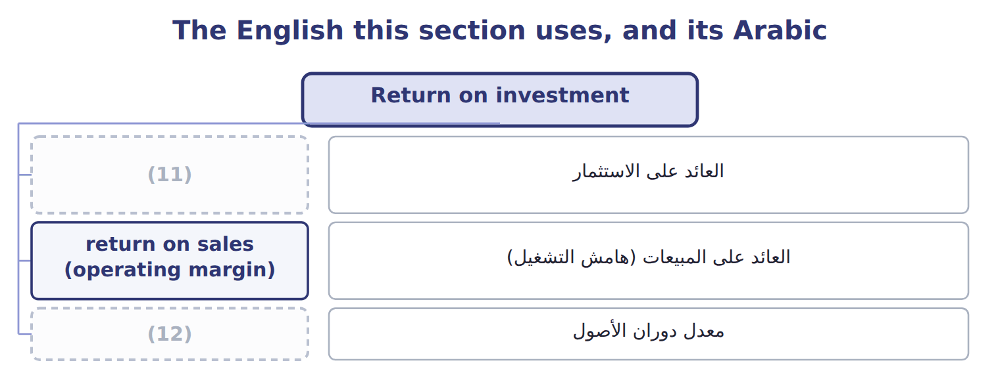 The English this section uses, and its Arabic
Return on investment
(11)
العائد على الاستثمار
return on sales
(operating margin)
العائد على المبيعات (هامش التشغيل)
(12)
معدل دوران الأصول